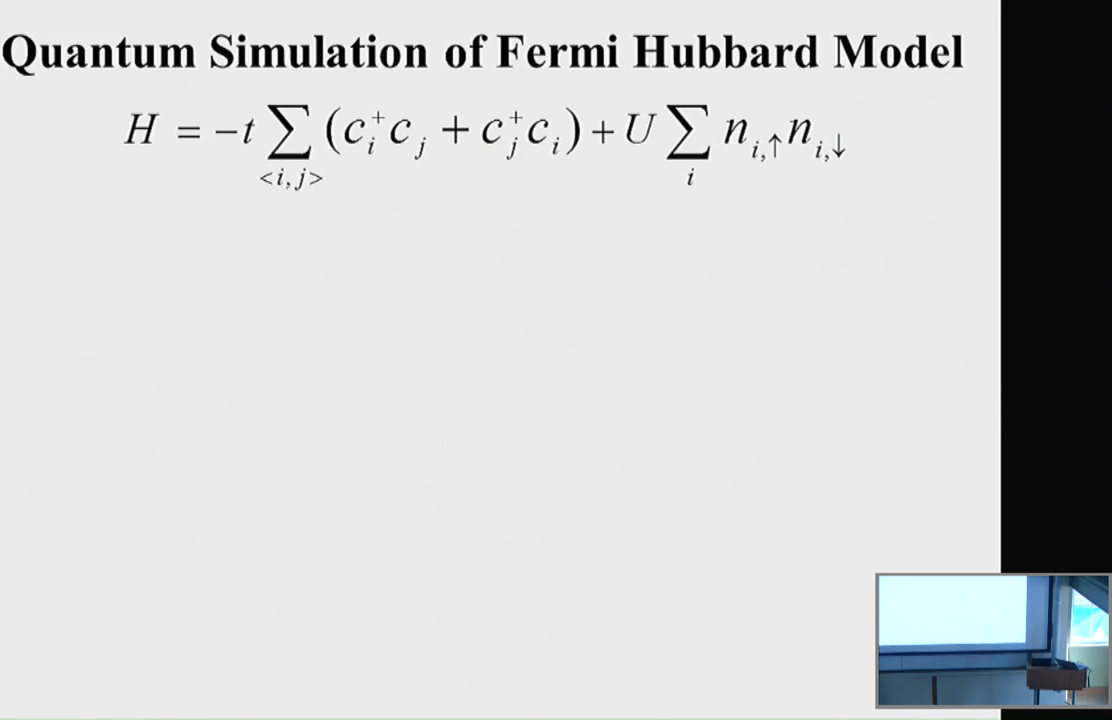 Quantum Simulation of Fermi Hubbard Model
H = -t ∑_{<i,j>} (c_i^+ c_j + c_j^+ c_i) + U ∑_i n_{i,↑} n_{i,↓}